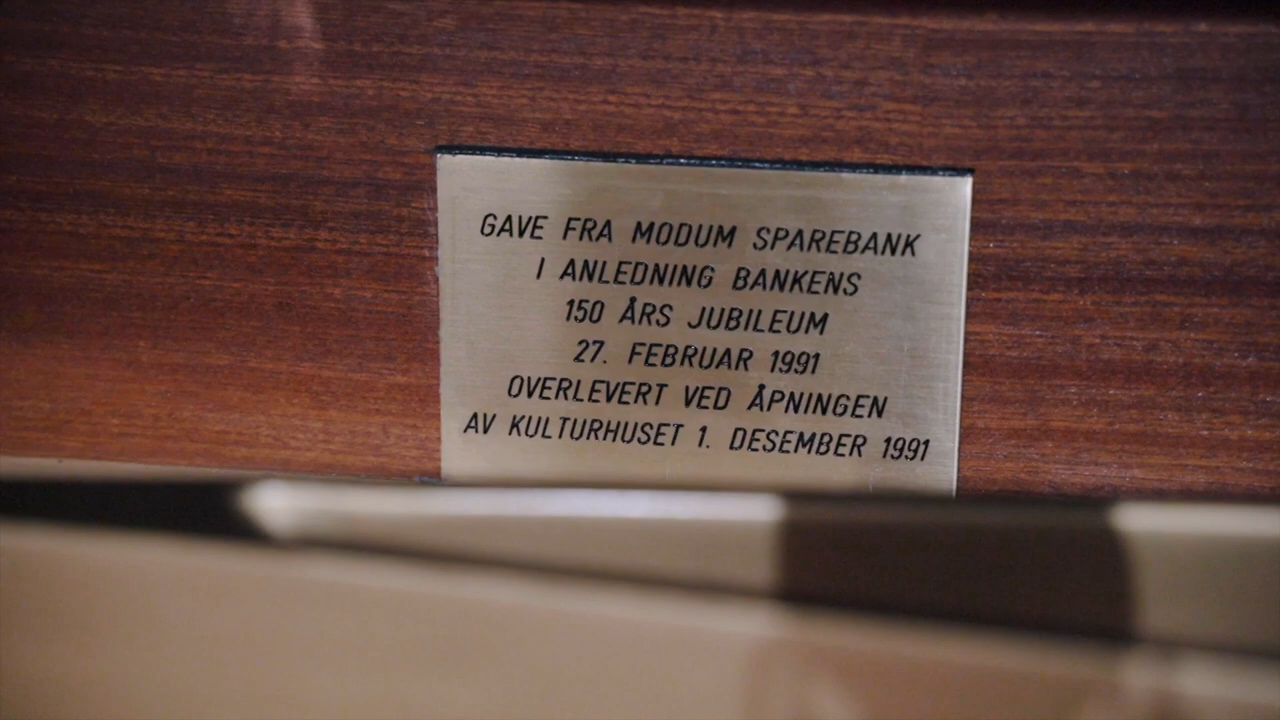 GAVE FRA MODUM SPAREBANK
I ANLEDNING BANKENS
150 ÅRS JUBILEUM
27. FEBRUAR 1991
OVERLEVERT VED ÅPNINGEN
AV KULTURHUSET 1. DESEMBER 1991